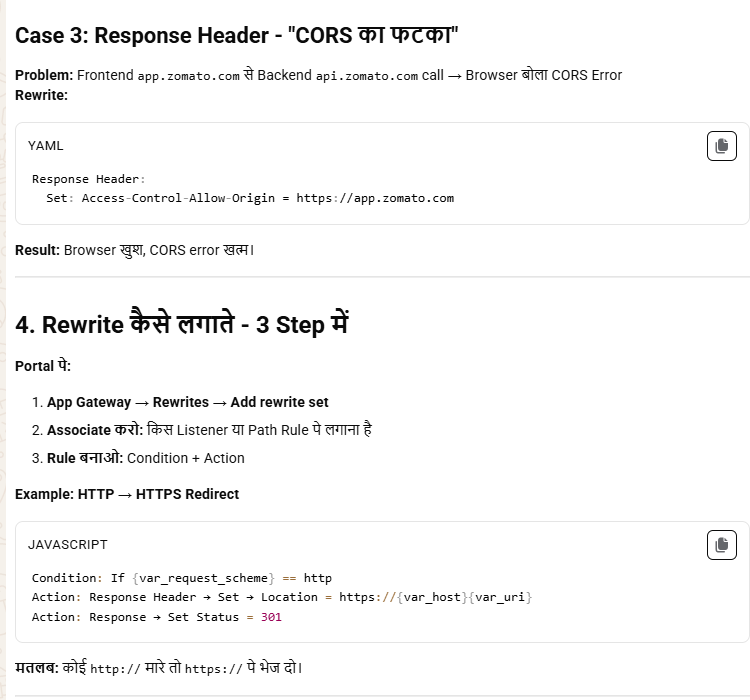 Case 3: Response Header - "CORS का फटका"
Problem: Frontend app.zomato.com से Backend api.zomato.com call → Browser बोला CORS Error
Rewrite:
YAML
Response Header:
Set: Access-Control-Allow-Origin = https://app.zomato.com
Result: Browser खुश, CORS error खत्म।
4. Rewrite कैसे लगाते - 3 Step में
Portal पे:
1. App Gateway → Rewrites → Add rewrite set
2. Associate करो: किस Listener या Path Rule पे लगाना है
3. Rule बनाओ: Condition + Action
Example: HTTP → HTTPS Redirect
JAVASCRIPT
Condition: If {var_request_scheme} == http
Action: Response Header → Set → Location = https://{var_host}{var_uri}
Action: Response → Set Status = 301
मतलब: कोई http:// मारे तो https:// पे भेज दो।